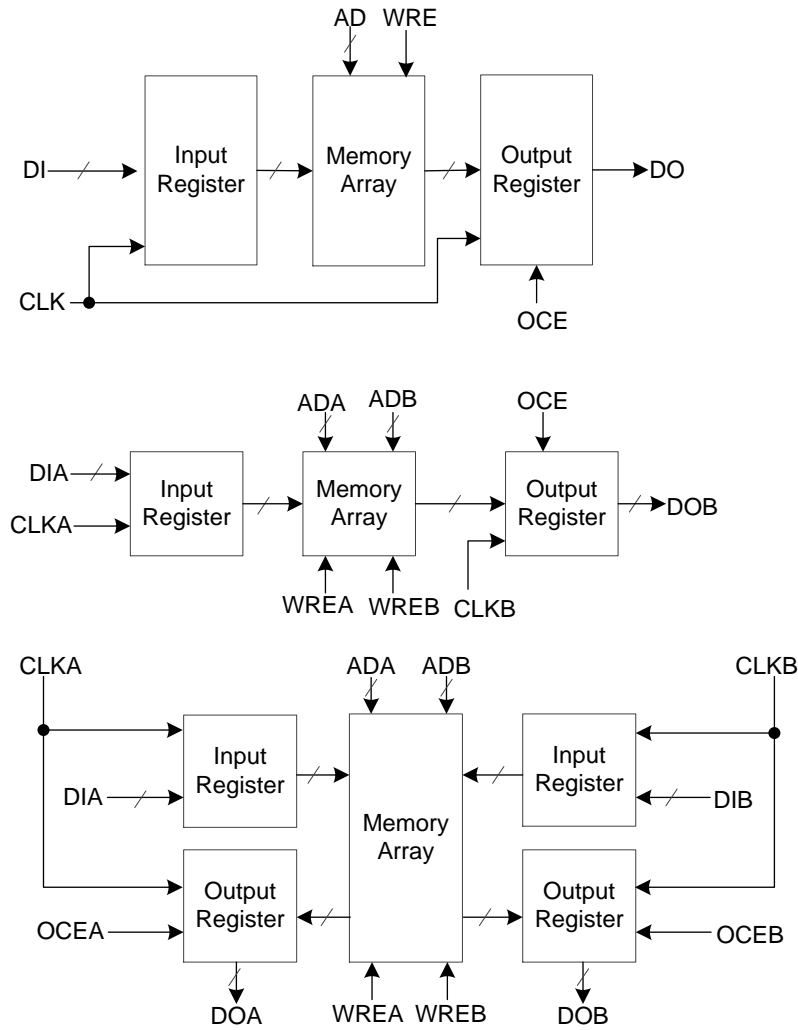 AD WRE
Input
Register
Memory
Array
Output
Register
DI
DO
CLK
OCE
ADA ADB
OCE
DIA
Input
Register
Memory
Array
Output
Register
DOB
CLKA
WREA WREB
CLKB
CLKA
ADA ADB
CLKB
Input
Register
Input
Register
DIA
DIB
Memory
Array
Output
Register
Output
Register
OCEA
OCEB
DOA
WREA WREB
DOB